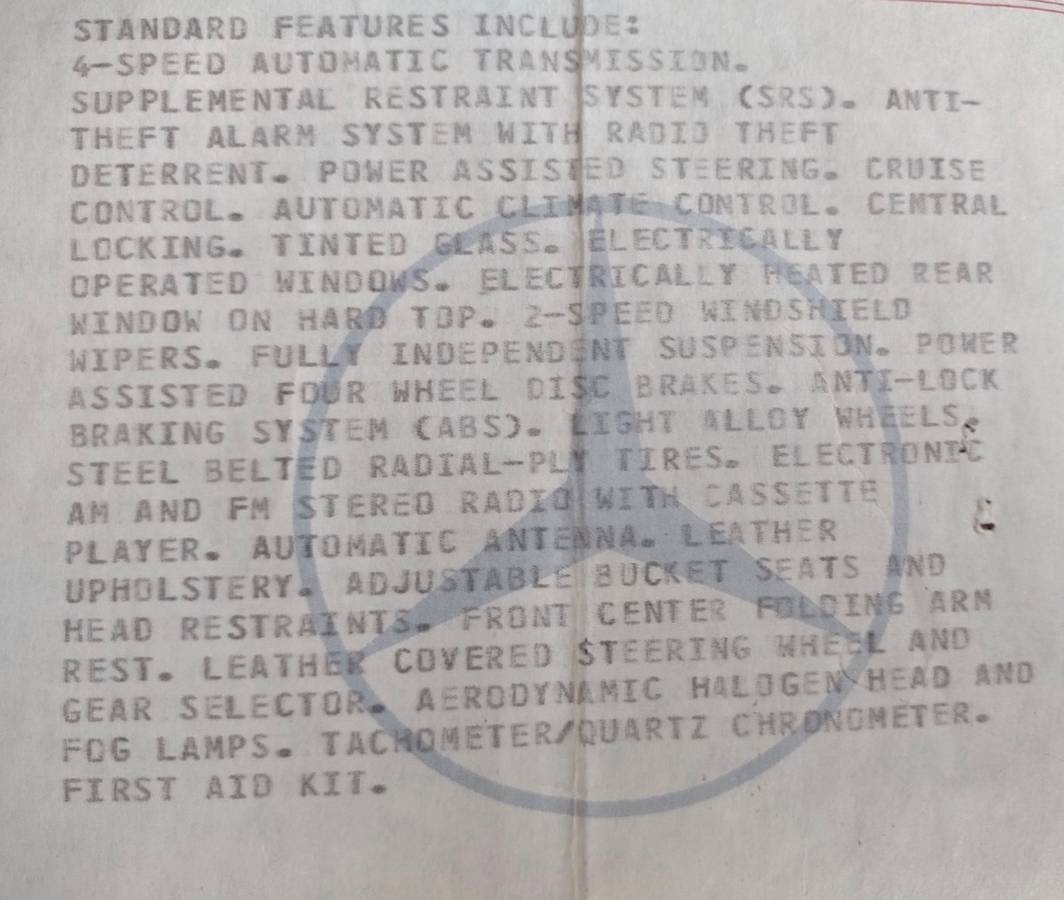 STANDARD FEATURES INCLUDE:
4-SPEED AUTOMATIC TRANSMISSION.
SUPPLEMENTAL RESTRAINT SYSTEM (SRS). ANTI-
THEFT ALARM SYSTEM WITH RADIO THEFT
DETERRENT. POWER ASSISTED STEERING. CRUISE
CONTROL. AUTOMATIC CLIMATE CONTROL. CENTRAL
LOCKING. TINTED GLASS. ELECTRICALLY
OPERATED WINDOWS. ELECTRICALLY HEATED REAR
WINDOW ON HARD TOP. 2-SPEED WINDSHIELD
WIPERS. FULLY INDEPENDENT SUSPENSION. POWER
ASSISTED FOUR WHEEL DISC BRAKES. ANTI-LOCK
BRAKING SYSTEM (ABS). LIGHT ALLOY WHEELS.
STEEL BELTED RADIAL-PLY TIRES. ELECTRONIC
AM AND FM STEREO RADIO WITH CASSETTE
PLAYER. AUTOMATIC ANTENNA. LEATHER
UPHOLSTERY. ADJUSTABLE BUCKET SEATS AND
HEAD RESTRAINTS. FRONT CENTER FOLDING ARM
REST. LEATHER COVERED STEERING WHEEL AND
GEAR SELECTOR. AERODYNAMIC HALOGEN HEAD AND
FOG LAMPS. TACHOMETER/QUARTZ CHRONOMETER.
FIRST AID KIT.